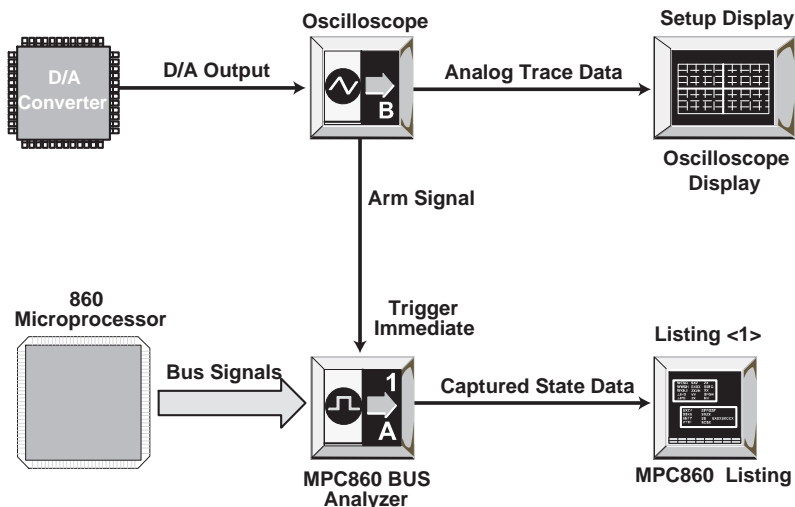 Oscilloscope
Setup Display
D/A
Converter
D/A Output
B
Analog Trace Data
Oscilloscope
Display
Arm Signal
860
Microprocessor
Trigger
Immediate
Listing <1>
Bus Signals
1
A
Captured State Data
MPC860 BUS
Analyzer
MPC860 Listing